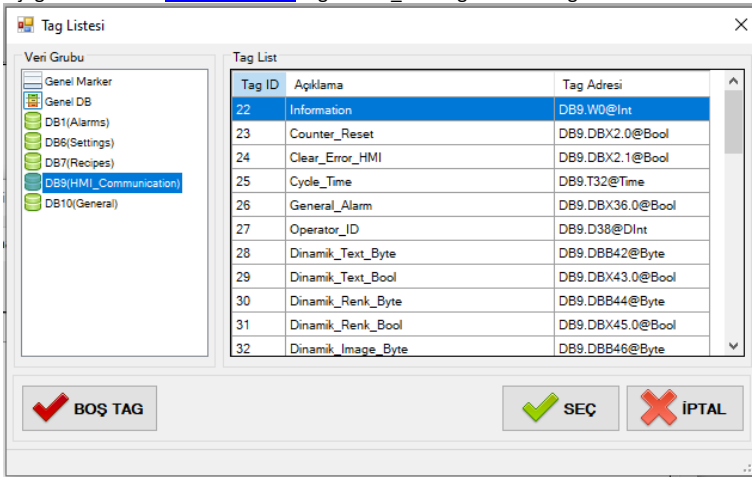 Tag Listesi
Veri Grubu
Genel Marker
Genel DB
DB1(Alarms)
DB6(Settings)
DB7(Recipes)
DB9(HMI_Communication)
DB10(General)
Tag List
Tag ID Açıklama Tag Adresi
22 Information DB9.W0@Int
23 Counter_Reset DB9.DBX2.0@Bool
24 Clear_Error_HMI DB9.DBX2.1@Bool
25 Cycle_Time DB9.T32@Time
26 General_Alarm DB9.DBX36.0@Bool
27 Operator_ID DB9.D38@DInt
28 Dinamik_Text_Byte DB9.DBB42@Byte
29 Dinamik_Text_Bool DB9.DBX43.0@Bool
30 Dinamik_Renk_Byte DB9.DBB44@Byte
31 Dinamik_Renk_Bool DB9.DBX45.0@Bool
32 Dinamik_Image_Byte DB9.DBB46@Byte
BOŞ TAG
SEÇ
İPTAL